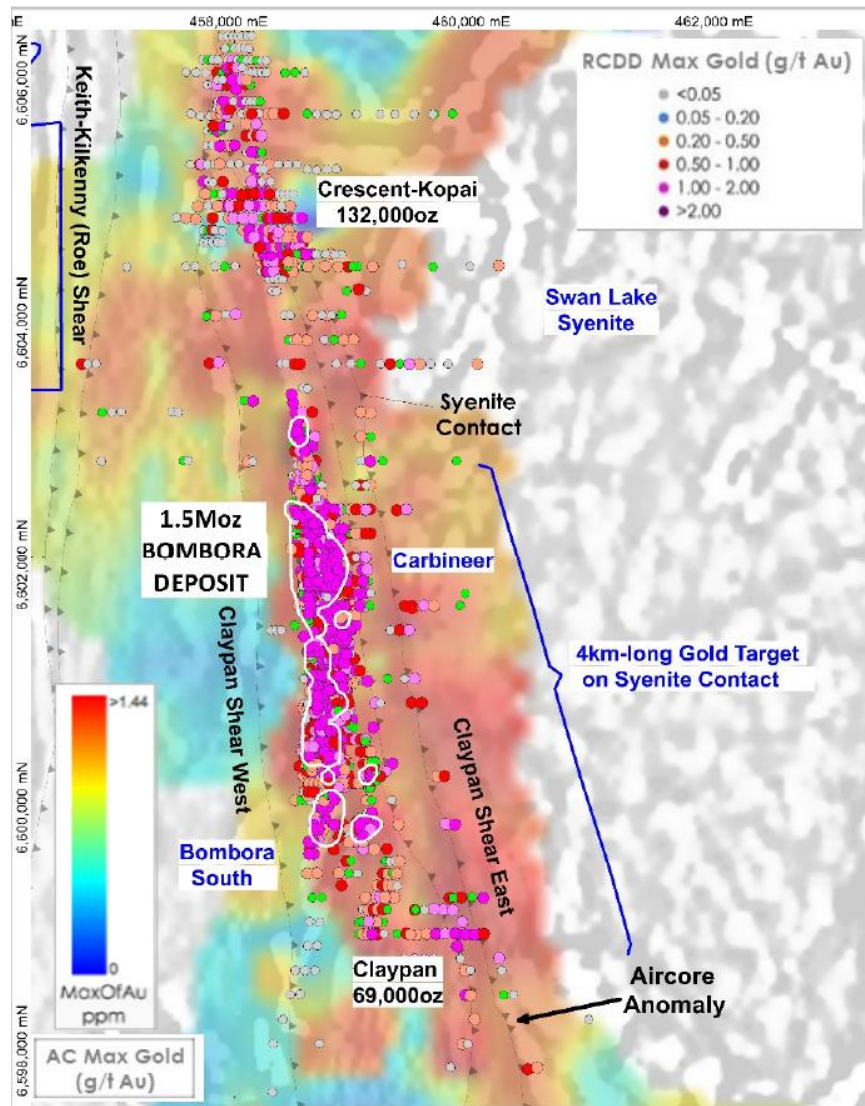 mE
458,000 mE
460,000 mE
462,000 mE
RCDD Max Gold (g/t Au)
<0.05
0.05 - 0.20
0.20 - 0.50
0.50 - 1.00
1.00 - 2.00
>2.00
6,606,000 mN
Keith-Kilkenny (Roe) Shear
Crescent-Kopai
132,000oz
Swan Lake
Syenite
6,604,000 mN
Syenite
Contact
1.5Moz
BOMBORA
DEPOSIT
Carbineer
6,602,000 mN
Claypan Shear West
4km-long Gold Target
on Syenite Contact
Claypan Shear East
>1.44
0
MaxOfAu
ppm
6,600,000 mN
Bombora
South
Claypan
69,000oz
Aircore
Anomaly
AC Max Gold
(g/t Au)
6,598,000 mN